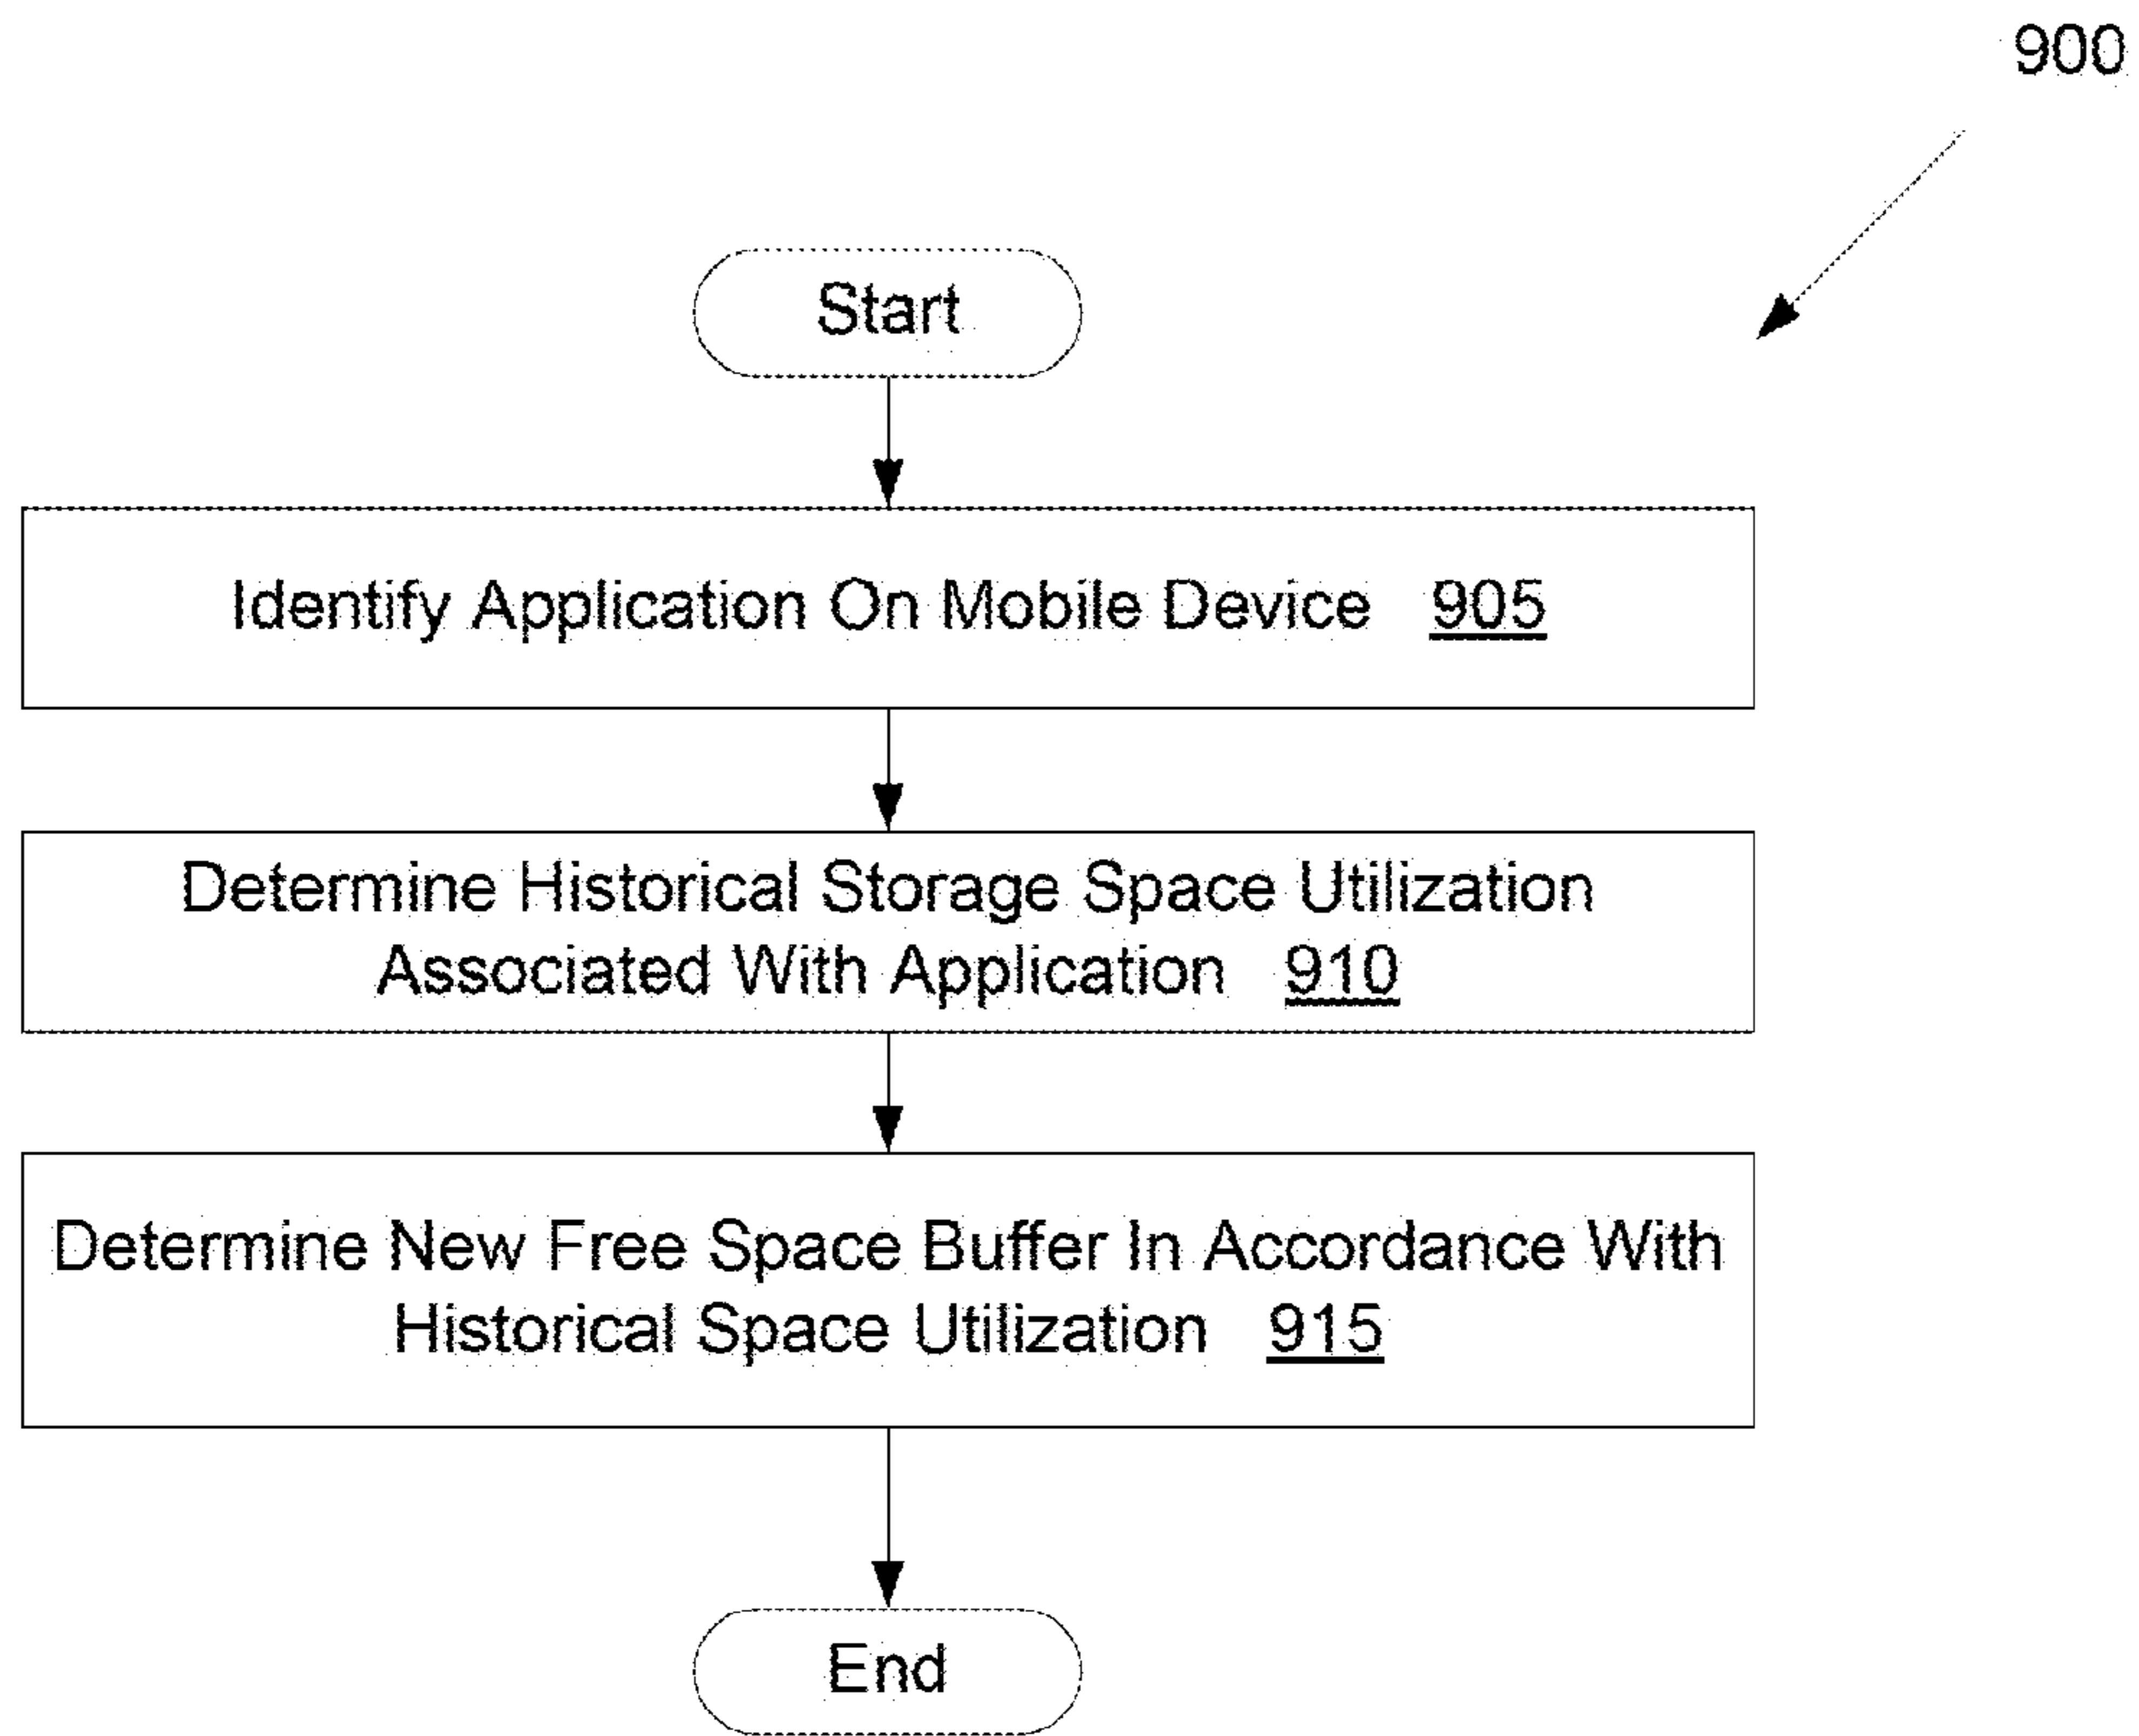 900
Start
Identify Application On Mobile Device 905
Determine Historical Storage Space Utilization
Associated With Application 910
Determine New Free Space Buffer In Accordance With
Historical Space Utilization 915
End